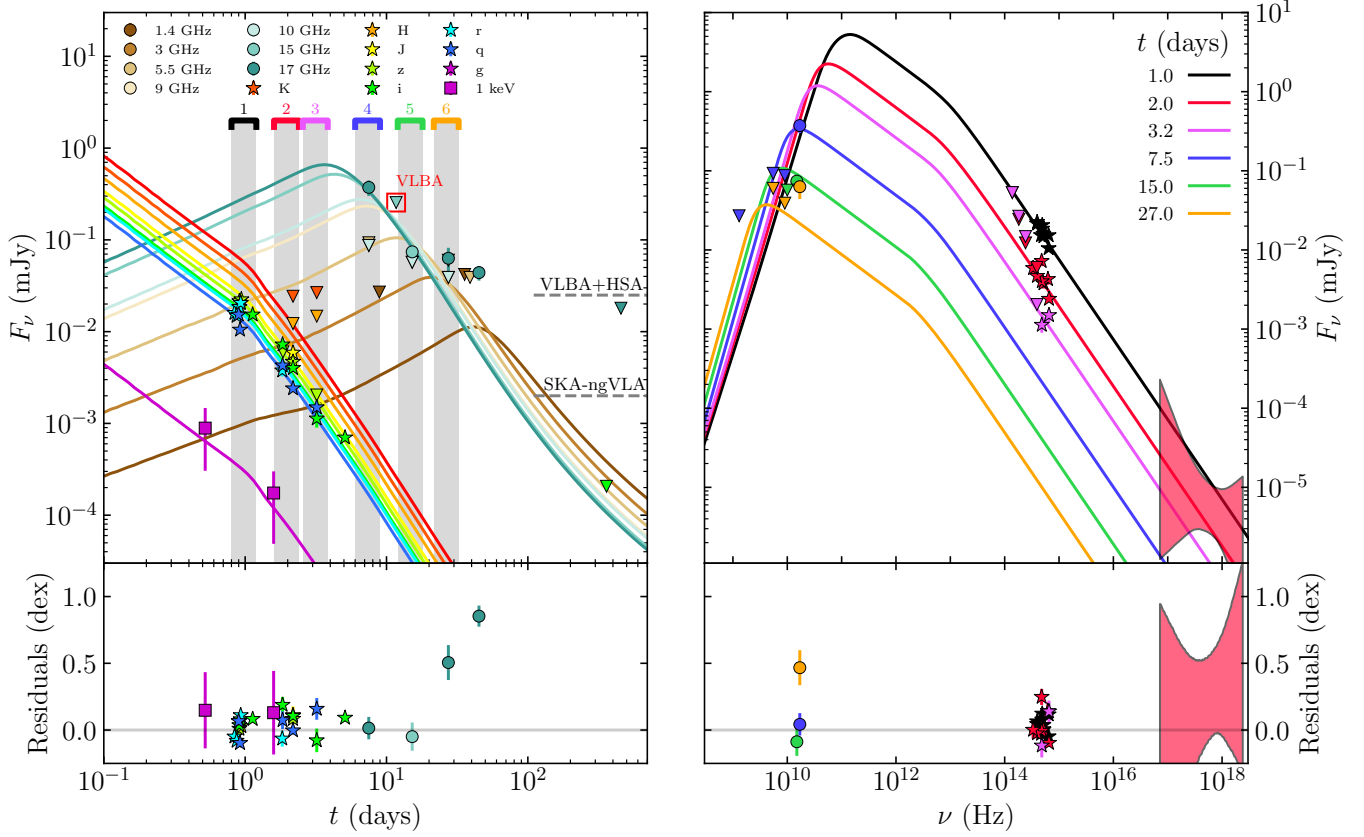 1.4 GHz
3 GHz
5.5 GHz
9 GHz
10 GHz
15 GHz
17 GHz
K
H
J
z
i
r
q
g
1 keV
1
2
3
4
5
6
VLBA
VLBA+HSA
SKA-ngVLA
10^1
10^0
10^-1
10^-2
10^-3
10^-4
F_ν (mJy)
1.0
0.5
0.0
Residuals (dex)
10^-1
10^0
10^1
10^2
t (days)
t (days)
1.0
2.0
3.2
7.5
15.0
27.0
10^1
10^0
10^-1
10^-2
10^-3
10^-4
10^-5
F_ν (mJy)
1.0
0.5
0.0
Residuals (dex)
10^10
10^12
10^14
10^16
10^18
ν (Hz)